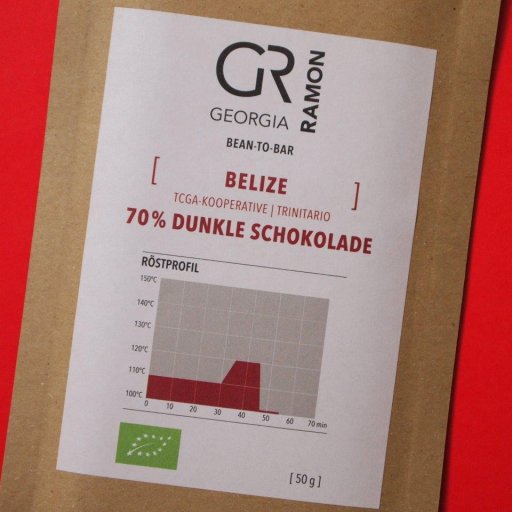 GR
GEORGIA
RAMON
BEAN-TO-BAR
[ BELIZE ]
TCGA-KOOPERATIVE | TRINITARIO
70% DUNKLE SCHOKOLADE
RÖSTPROFIL
150°C
140°C
130°C
120°C
110°C
100°C
0 10 20 30 40 50 60 70 min
[ 50 g ]